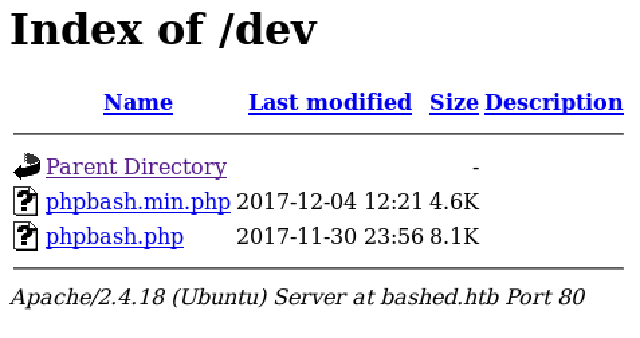 Index of /dev
Name Last modified Size Description
Parent Directory -
phpbash.min.php 2017-12-04 12:21 4.6K
phpbash.php 2017-11-30 23:56 8.1K
Apache/2.4.18 (Ubuntu) Server at bashed.htb Port 80